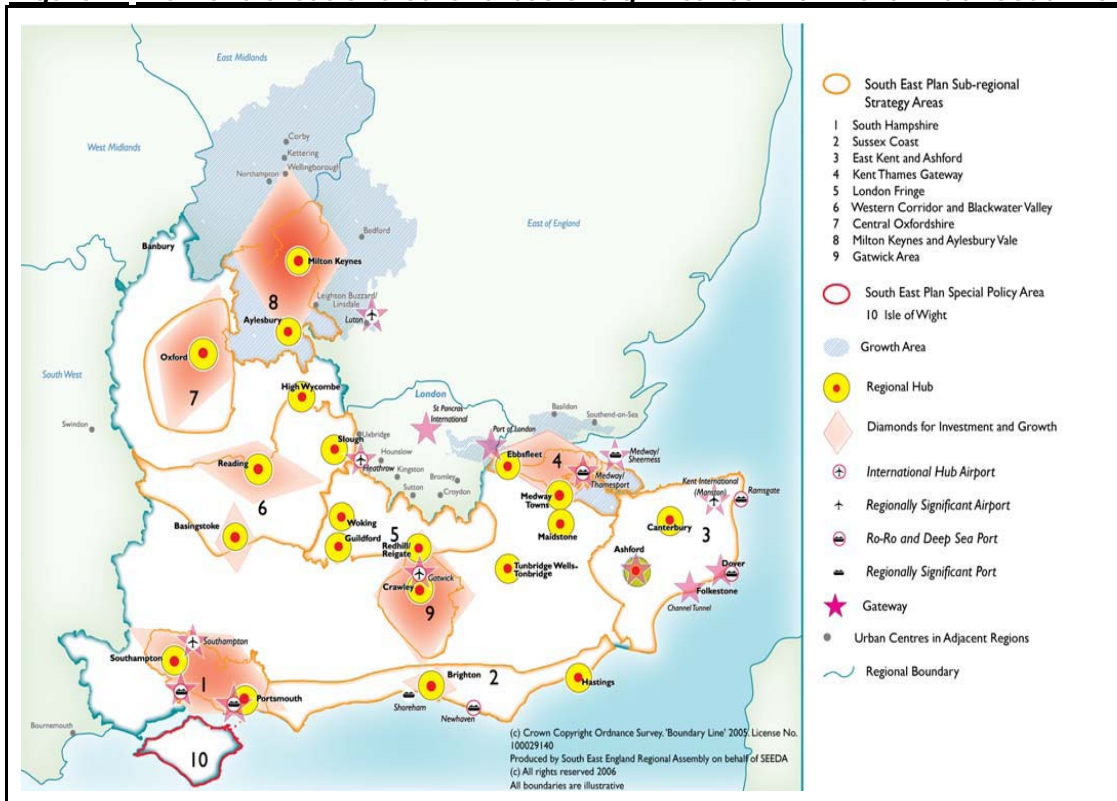 East Midlands
West Midlands
Corby
Kettering
Wellingborough
Northampton
Bedford
East of England
Banbury
Milton Keynes
8
Leighton Buzzard/
Linsdale
Luton
Aylesbury
Oxford
7
South West
Swindon
High Wycombe
London
St Pancras
International
Port of London
Basildon
Southend-on-Sea
Uxbridge
Slough
Hounslow
Heathrow
Kingston
Bromley
Sutton
Croydon
Ebbsfleet
4
Medway/
Sheerness
Medway/
Thamesport
Reading
6
Medway
Towns
Kent International
(Manston)
Ramsgate
Basingstoke
Woking
5
Guildford
Redhill/
Reigate
Maidstone
Canterbury
3
Gatwick
Crawley
9
Tunbridge Wells-
Tonbridge
Ashford
Dover
Folkestone
Channel Tunnel
Southampton
Southampton
1
Portsmouth
Brighton
2
Hastings
Shoreham
Newhaven
Bournemouth
10
(c) Crown Copyright Ordnance Survey. 'Boundary Line' 2005. License No.
100029140
Produced by South East England Regional Assembly on behalf of SEEDA
(c) All rights reserved 2006
All boundaries are illustrative
South East Plan Sub-regional
Strategy Areas
1 South Hampshire
2 Sussex Coast
3 East Kent and Ashford
4 Kent Thames Gateway
5 London Fringe
6 Western Corridor and Blackwater Valley
7 Central Oxfordshire
8 Milton Keynes and Aylesbury Vale
9 Gatwick Area
South East Plan Special Policy Area
10 Isle of Wight
Growth Area
Regional Hub
Diamonds for Investment and Growth
International Hub Airport
Regionally Significant Airport
Ro-Ro and Deep Sea Port
Regionally Significant Port
Gateway
Urban Centres in Adjacent Regions
Regional Boundary